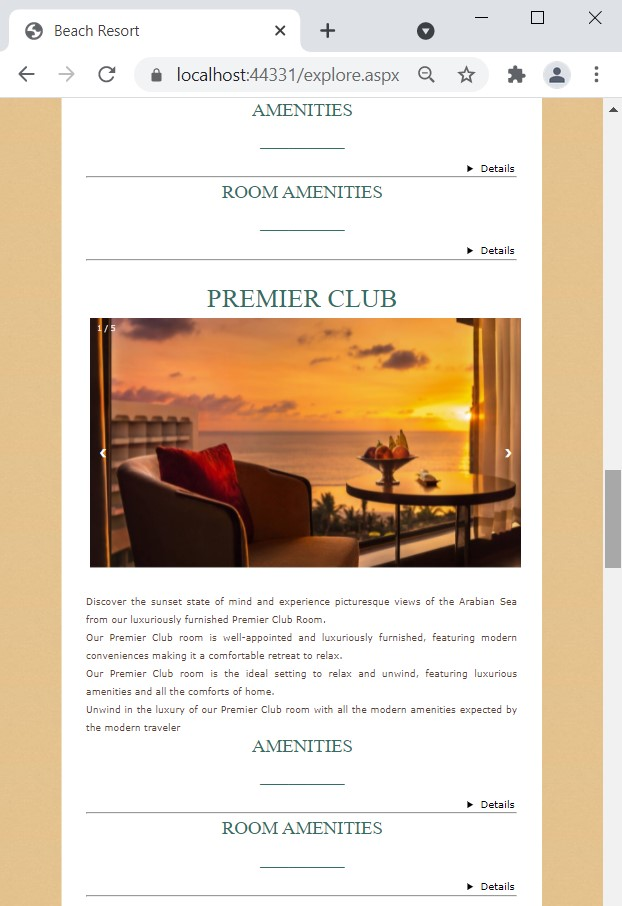 Beach Resort
localhost:44331/explore.aspx
AMENITIES
Details
ROOM AMENITIES
Details
PREMIER CLUB
1 / 5
Discover the sunset state of mind and experience picturesque views of the Arabian Sea
from our luxuriously furnished Premier Club Room.
Our Premier Club room is well-appointed and luxuriously furnished, featuring modern
conveniences making it a comfortable retreat to relax.
Our Premier Club room is the ideal setting to relax and unwind, featuring luxurious
amenities and all the comforts of home.
Unwind in the luxury of our Premier Club room with all the modern amenities expected by
the modern traveler
AMENITIES
Details
ROOM AMENITIES
Details